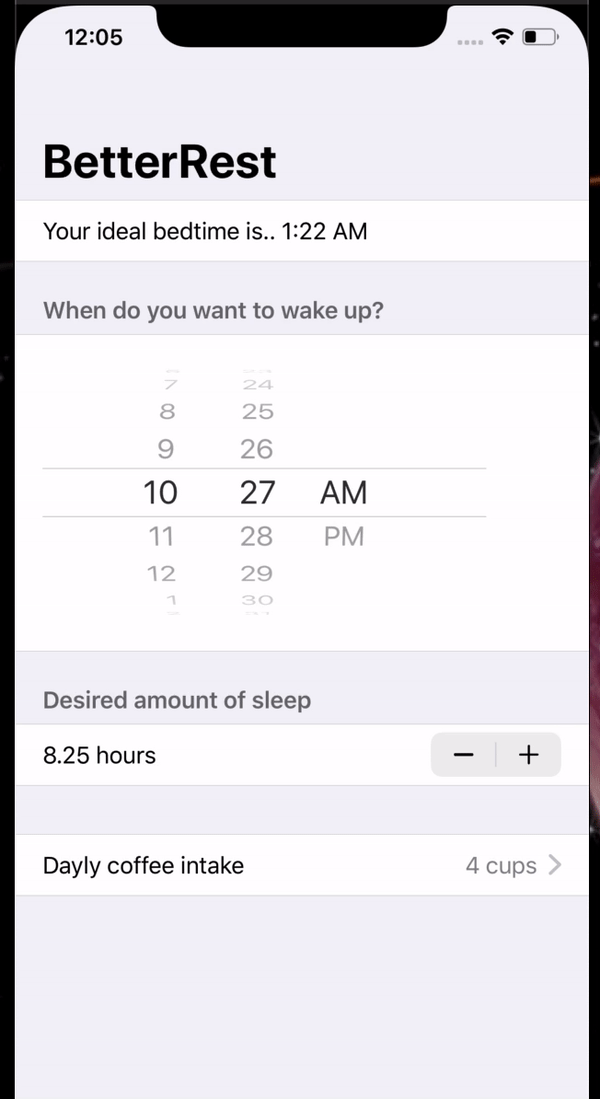 12:05
BetterRest
Your ideal bedtime is.. 1:22 AM
When do you want to wake up?
7 24
8 25
9 26
10 27 AM
11 28 PM
12 29
1 30
Desired amount of sleep
8.25 hours − +
Dayly coffee intake 4 cups